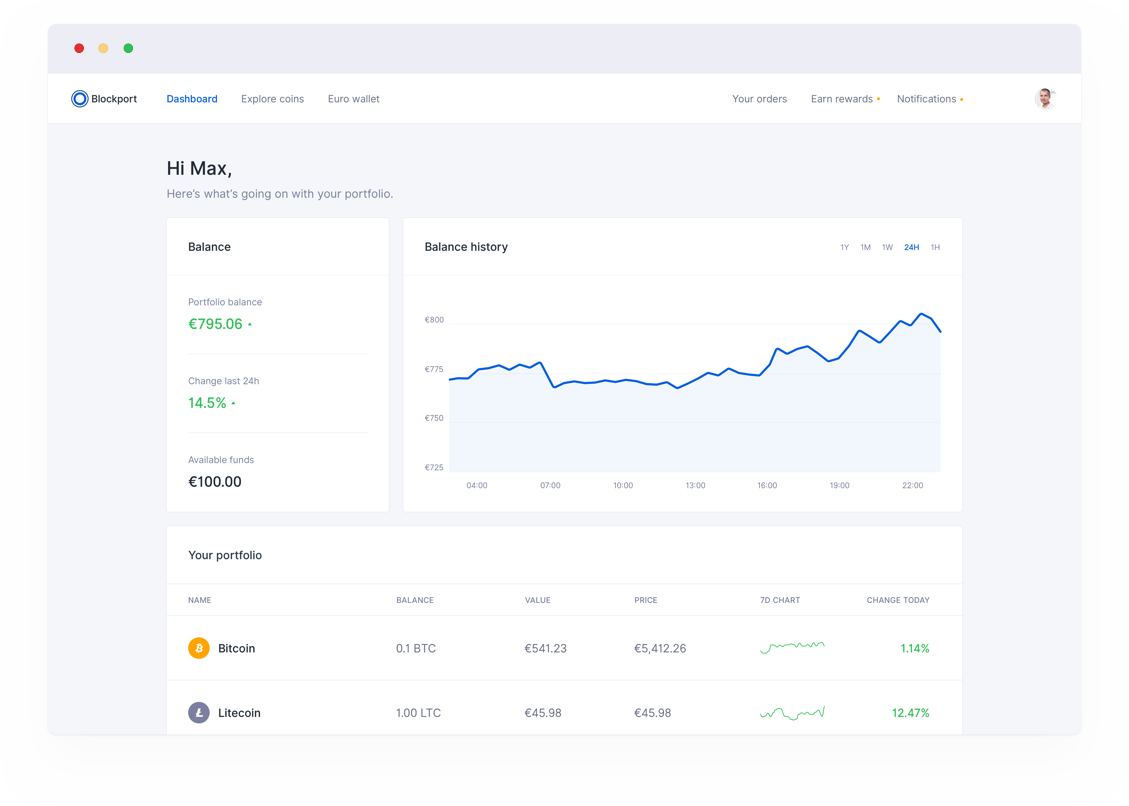 Blockport Dashboard Explore coins Euro wallet Your orders Earn rewards Notifications
Hi Max,
Here's what's going on with your portfolio.
Balance
Portfolio balance
€795.06
Change last 24h
14.5%
Available funds
€100.00
Balance history 1Y 1M 1W 24H 1H
€800
€775
€750
€725
04:00 07:00 10:00 13:00 16:00 19:00 22:00
Your portfolio
NAME BALANCE VALUE PRICE 7D CHART CHANGE TODAY
Bitcoin 0.1 BTC €541.23 €5,412.26 1.14%
Litecoin 1.00 LTC €45.98 €45.98 12.47%